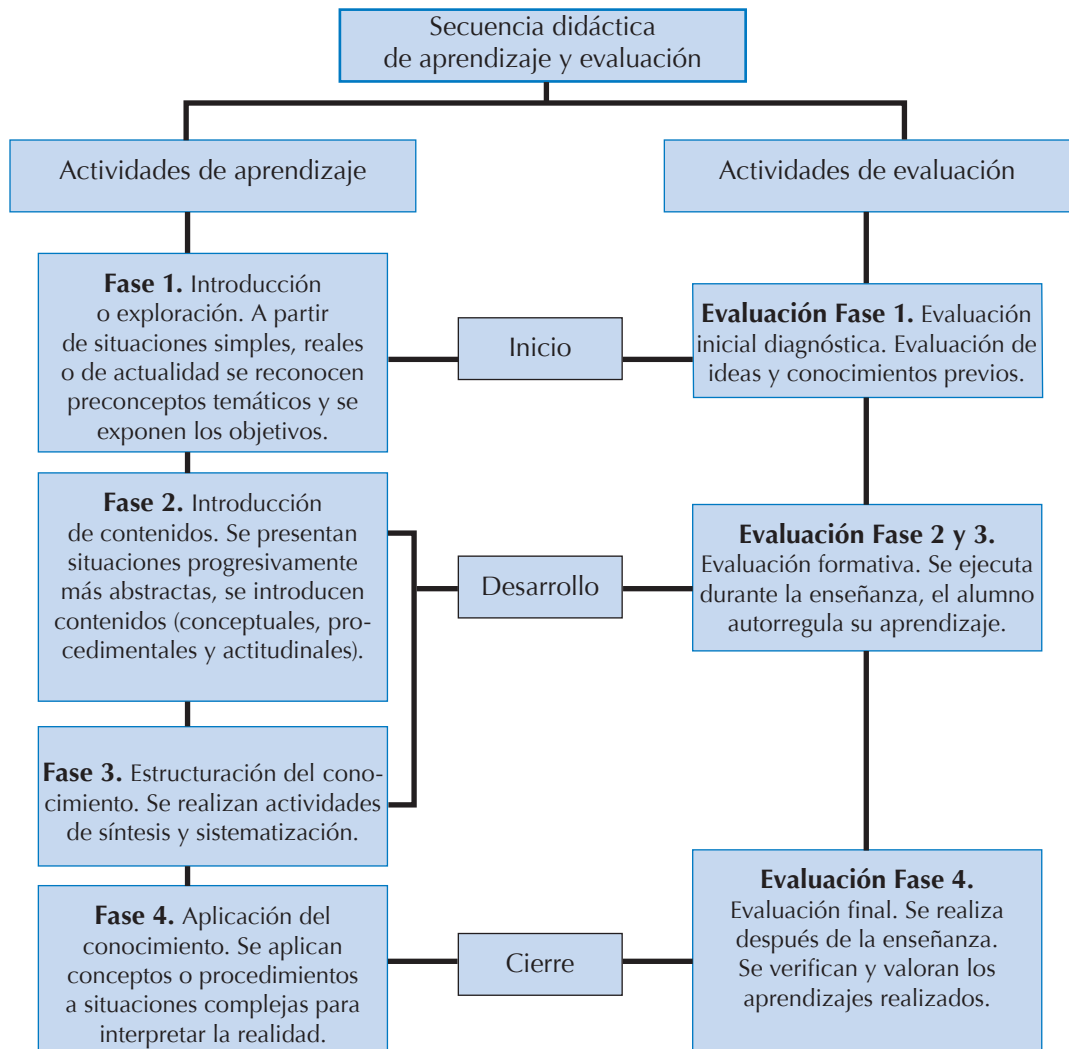 Secuencia didáctica
de aprendizaje y evaluación
Actividades de aprendizaje
Actividades de evaluación
Fase 1. Introducción
o exploración. A partir
de situaciones simples, reales
o de actualidad se reconocen
preconceptos temáticos y se
exponen los objetivos.
Inicio
Evaluación Fase 1. Evaluación
inicial diagnóstica. Evaluación de
ideas y conocimientos previos.
Fase 2. Introducción
de contenidos. Se presentan
situaciones progresivamente
más abstractas, se introducen
contenidos (conceptuales, pro-
cedimentales y actitudinales).
Desarrollo
Evaluación Fase 2 y 3.
Evaluación formativa. Se ejecuta
durante la enseñanza, el alumno
autorregula su aprendizaje.
Fase 3. Estructuración del cono-
cimiento. Se realizan actividades
de síntesis y sistematización.
Fase 4. Aplicación del
conocimiento. Se aplican
conceptos o procedimientos
a situaciones complejas para
interpretar la realidad.
Cierre
Evaluación Fase 4.
Evaluación final. Se realiza
después de la enseñanza.
Se verifican y valoran los
aprendizajes realizados.